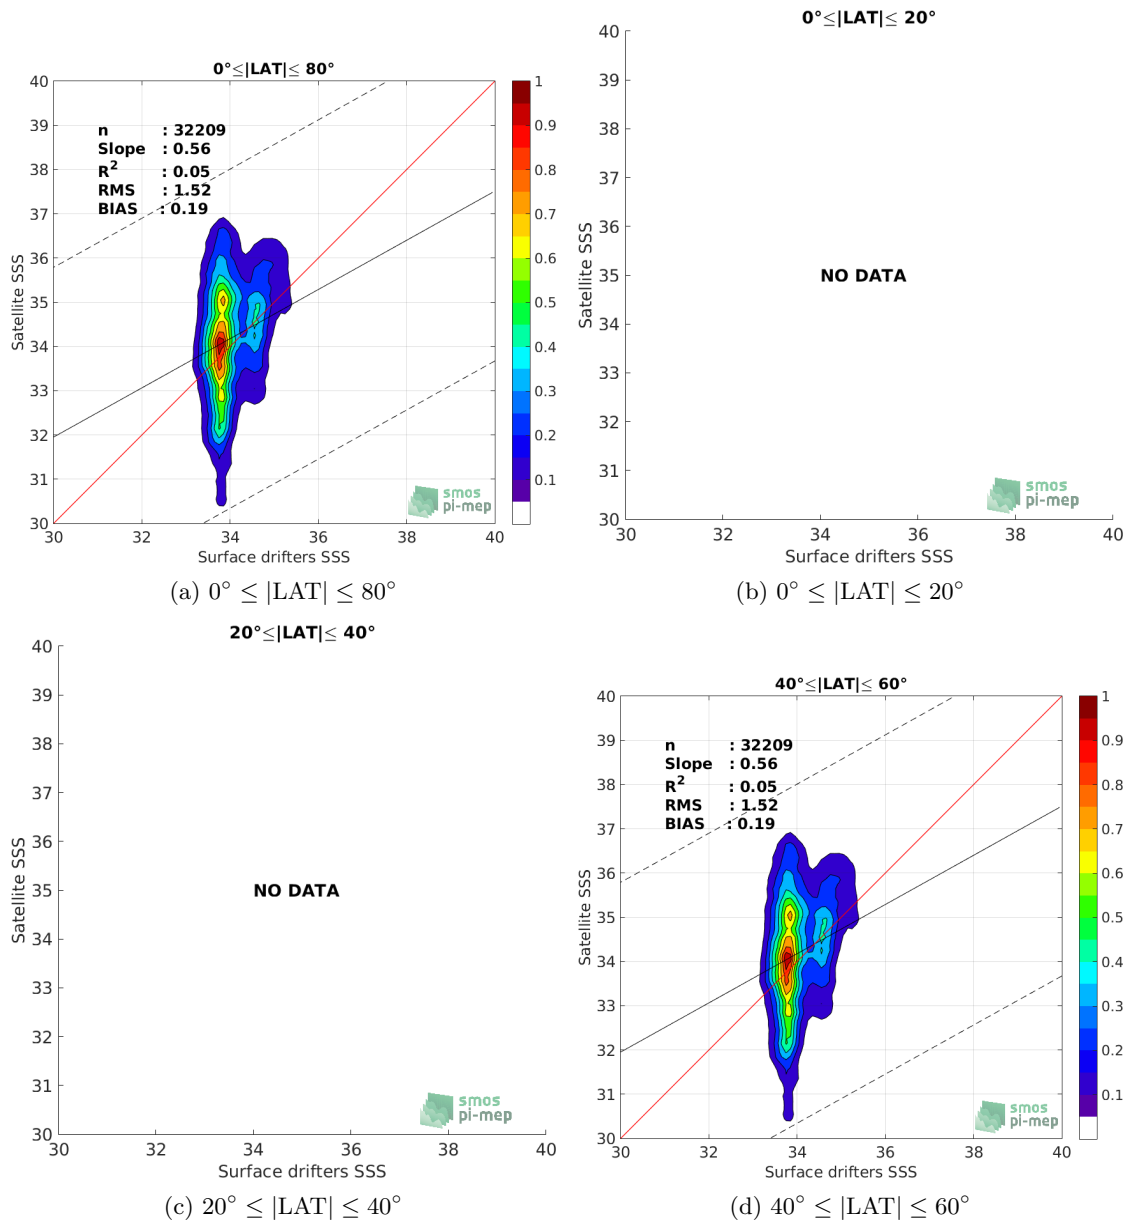 0°≤|LAT|≤ 80°
n : 32209
Slope : 0.56
R² : 0.05
RMS : 1.52
BIAS : 0.19
40
39
38
37
36
35
34
33
32
31
30
Satellite SSS
30 32 34 36 38 40
Surface drifters SSS
1
0.9
0.8
0.7
0.6
0.5
0.4
0.3
0.2
0.1
smos
pi-mep
(a) 0° ≤ |LAT| ≤ 80°
0°≤|LAT|≤ 20°
40
39
38
37
36
35
34
33
32
31
30
Satellite SSS
NO DATA
30 32 34 36 38 40
Surface drifters SSS
smos
pi-mep
(b) 0° ≤ |LAT| ≤ 20°
20°≤|LAT|≤ 40°
40
39
38
37
36
35
34
33
32
31
30
Satellite SSS
NO DATA
30 32 34 36 38 40
Surface drifters SSS
smos
pi-mep
(c) 20° ≤ |LAT| ≤ 40°
40°≤|LAT|≤ 60°
n : 32209
Slope : 0.56
R² : 0.05
RMS : 1.52
BIAS : 0.19
40
39
38
37
36
35
34
33
32
31
30
Satellite SSS
30 32 34 36 38 40
Surface drifters SSS
1
0.9
0.8
0.7
0.6
0.5
0.4
0.3
0.2
0.1
smos
pi-mep
(d) 40° ≤ |LAT| ≤ 60°